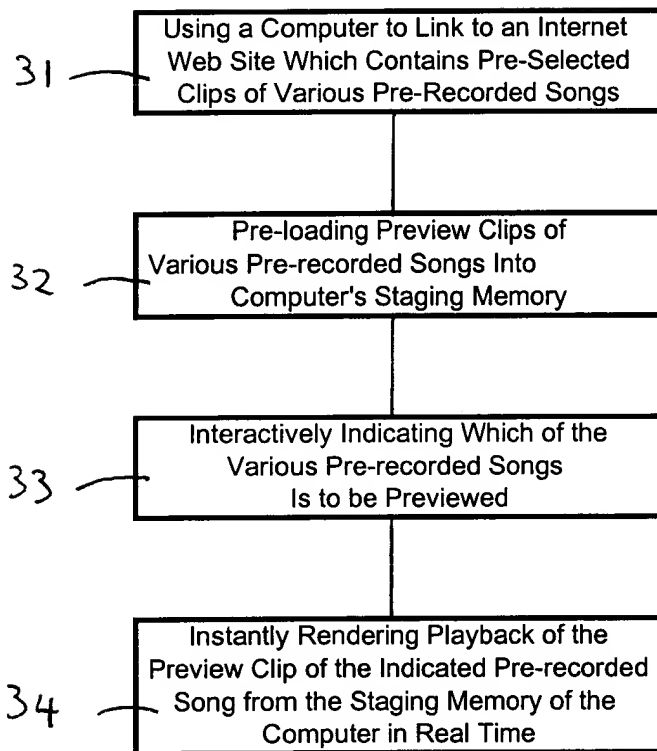 31
Using a Computer to Link to an Internet
Web Site Which Contains Pre-Selected
Clips of Various Pre-Recorded Songs
32
Pre-loading Preview Clips of
Various Pre-recorded Songs Into
Computer's Staging Memory
33
Interactively Indicating Which of the
Various Pre-recorded Songs
Is to be Previewed
34
Instantly Rendering Playback of the
Preview Clip of the Indicated Pre-recorded
Song from the Staging Memory of the
Computer in Real Time